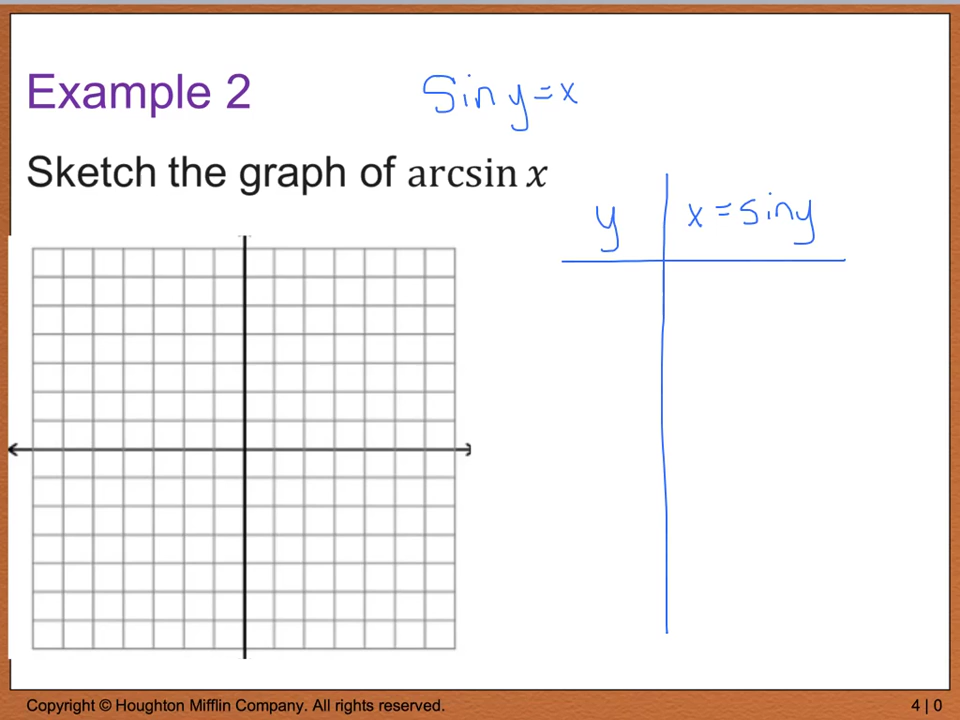 Example 2
sin y = x
Sketch the graph of arcsin x
y
x = sin y
Copyright © Houghton Mifflin Company. All rights reserved.
4 | 0